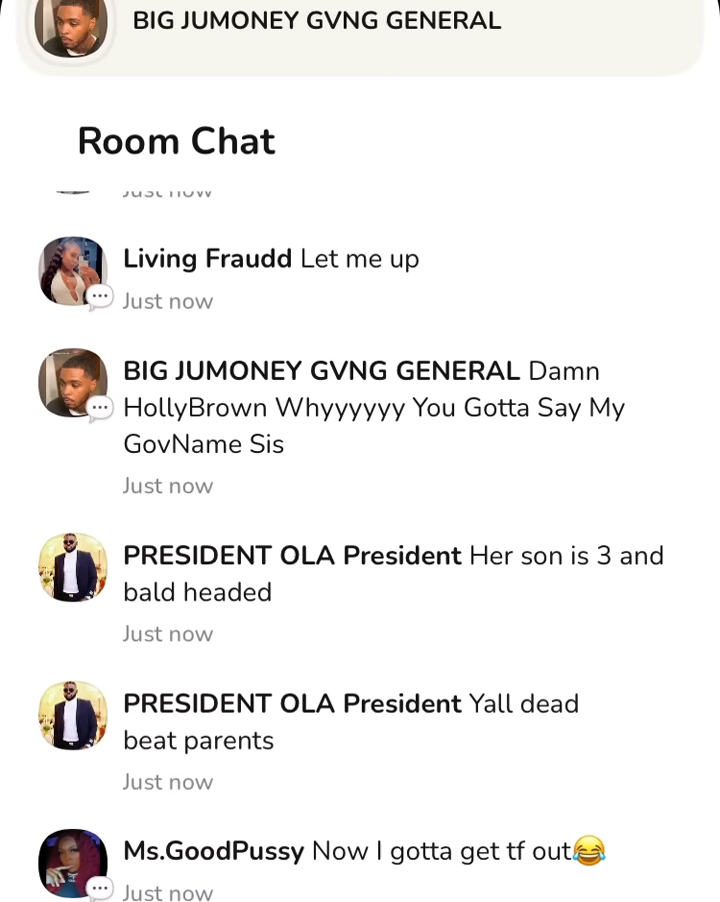 BIG JUMONEY GVNG GENERAL
Room Chat
Just now
Living Fraudd Let me up
Just now
BIG JUMONEY GVNG GENERAL Damn
HollyBrown Whyyyyyy You Gotta Say My
GovName Sis
Just now
PRESIDENT OLA President Her son is 3 and
bald headed
Just now
PRESIDENT OLA President Yall dead
beat parents
Just now
Ms.GoodPussy Now I gotta get tf out😂
Just now